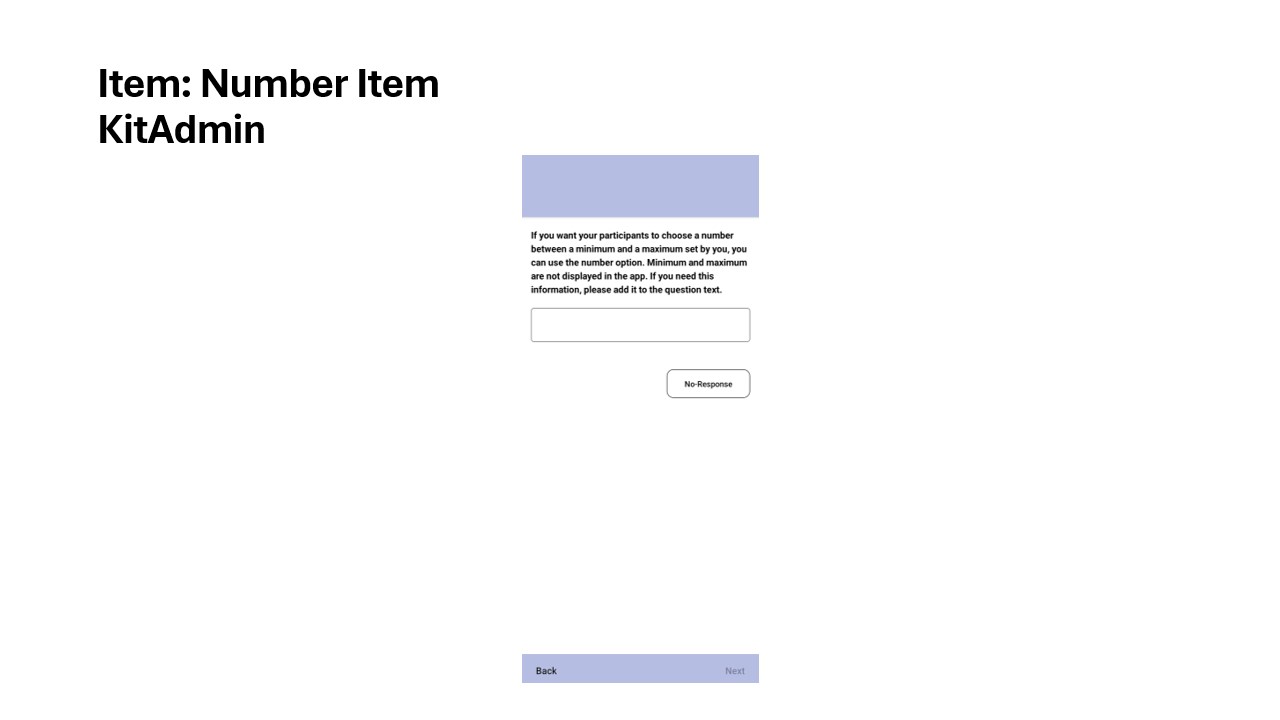 Item: Number Item
KitAdmin
If you want your participants to choose a number
between a minimum and a maximum set by you, you
can use the number option. Minimum and maximum
are not displayed in the app. If you need this
information, please add it to the question text.
No-Response
Back
Next